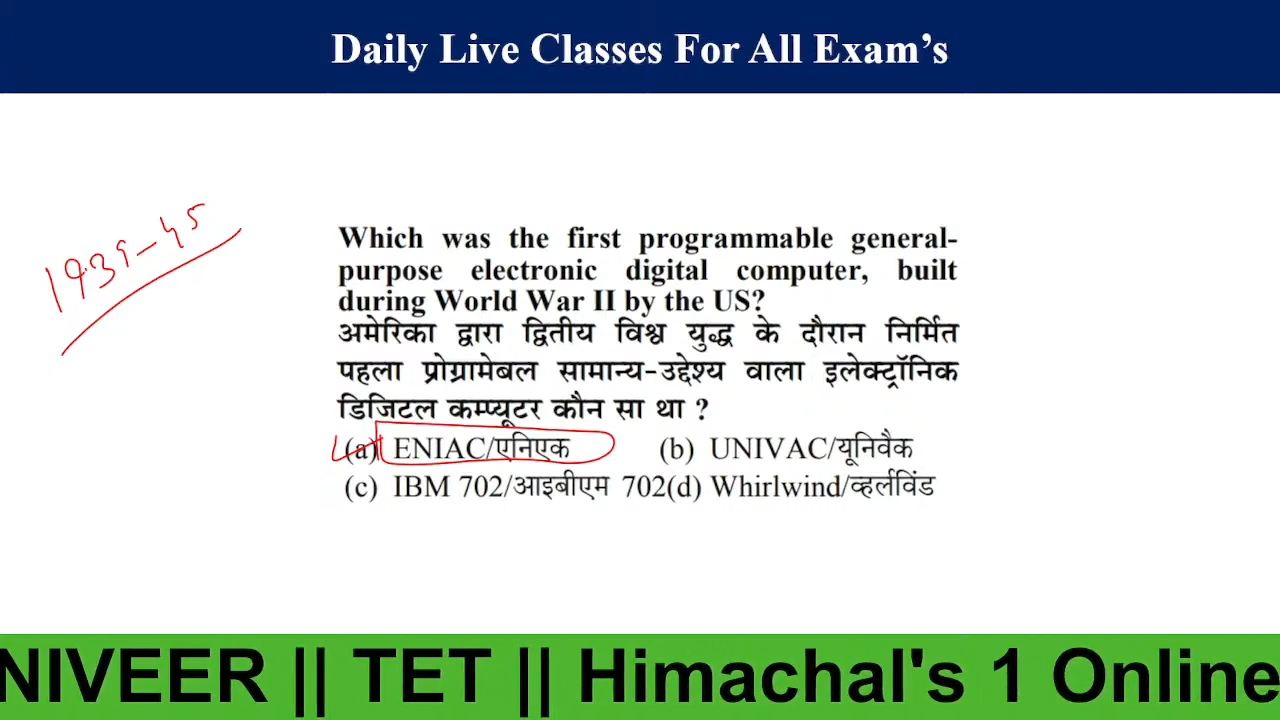 Daily Live Classes For All Exam's
1939-45
Which was the first programmable general-
purpose electronic digital computer, built
during World War II by the US?
अमेरिका द्वारा द्वितीय विश्व युद्ध के दौरान निर्मित
पहला प्रोग्रामेबल सामान्य-उद्देश्य वाला इलेक्ट्रॉनिक
डिजिटल कम्प्यूटर कौन सा था ?
(a) ENIAC/एनिएक (b) UNIVAC/यूनिवैक
(c) IBM 702/आइबीएम 702(d) Whirlwind/व्हर्लविंड
NIVEER || TET || Himachal's 1 Online